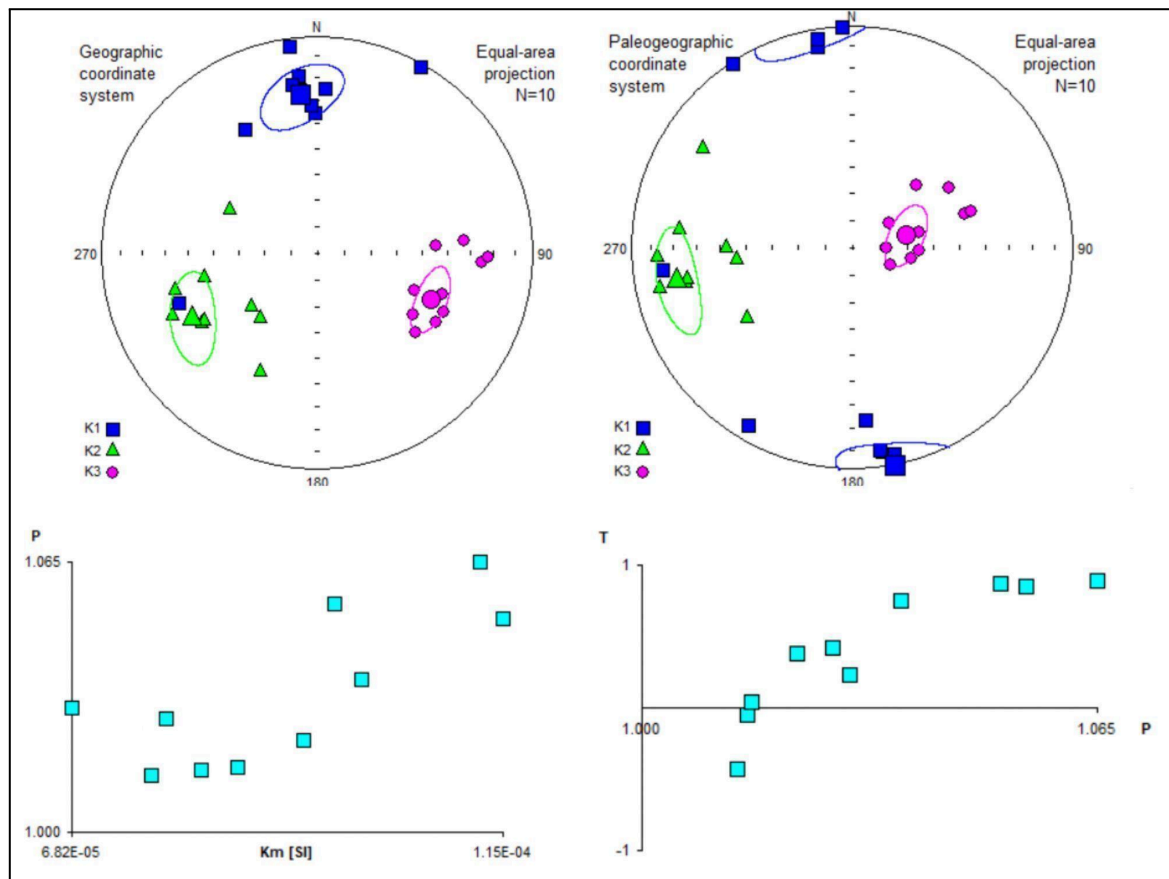 Geographic
coordinate
system
N
Equal-area
projection
N=10
270
90
180
K1
K2
K3
Paleogeographic
coordinate
system
N
Equal-area
projection
N=10
270
90
180
K1
K2
K3
P
1.065
1.000
6.82E-05
Km [SI]
1.15E-04
T
1
1.000
1.065
P
-1